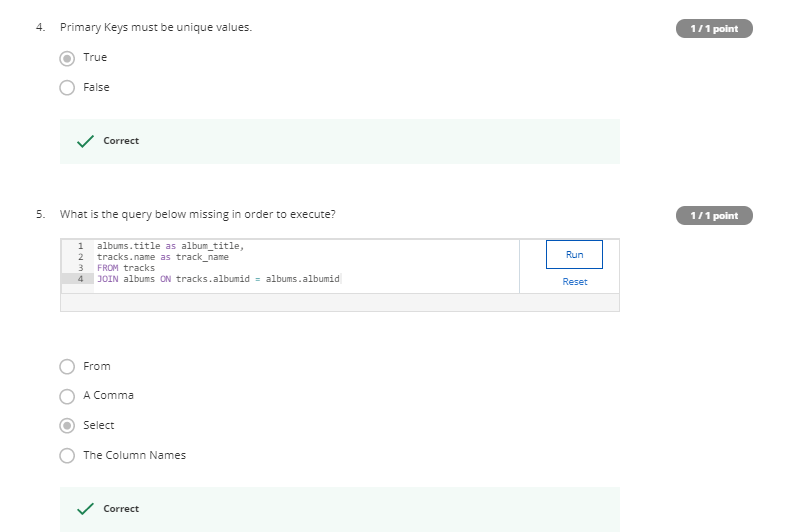 4. Primary Keys must be unique values.
1 / 1 point
True
False
Correct
5. What is the query below missing in order to execute?
1 / 1 point
1 albums.title as album_title,
2 tracks.name as track_name
3 FROM tracks
4 JOIN albums ON tracks.albumid = albums.albumid
Run
Reset
From
A Comma
Select
The Column Names
Correct